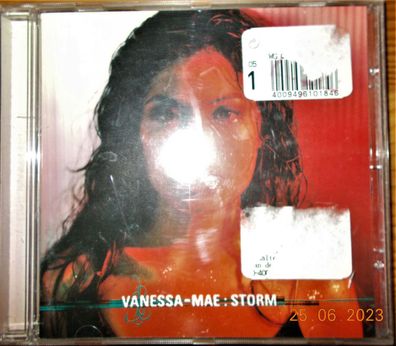 05
1
4009496101846
VANESSA-MAE : STORM
25.06.2023